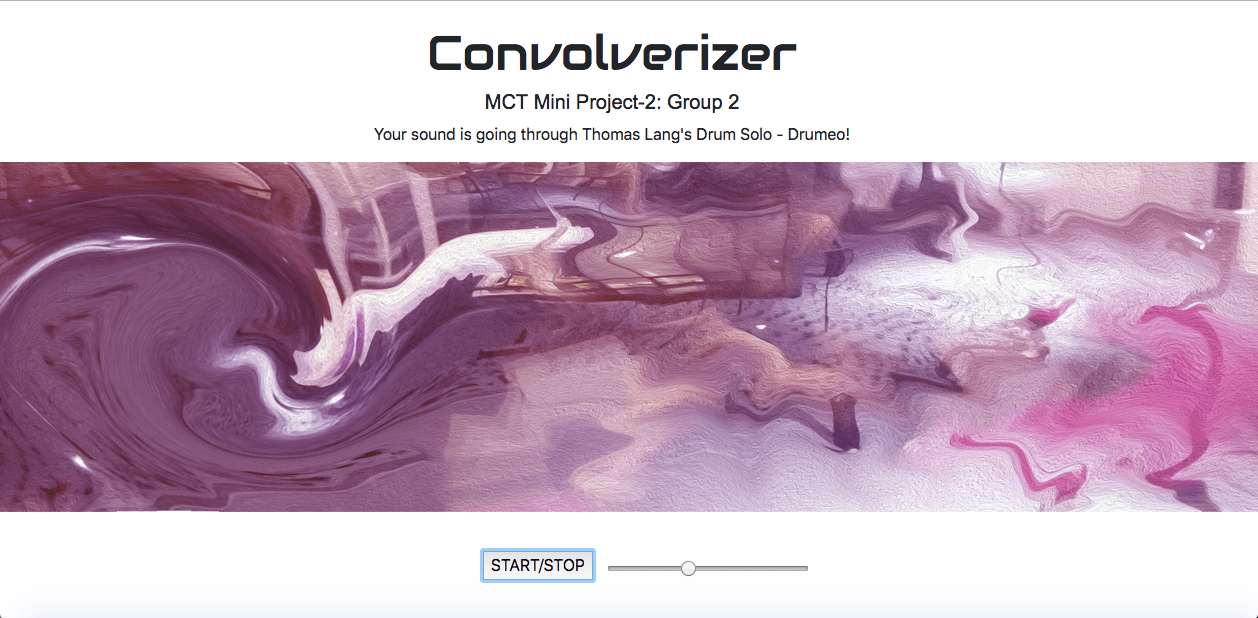 Convolverizer
MCT Mini Project-2: Group 2
Your sound is going through Thomas Lang's Drum Solo - Drumeo!
START/STOP